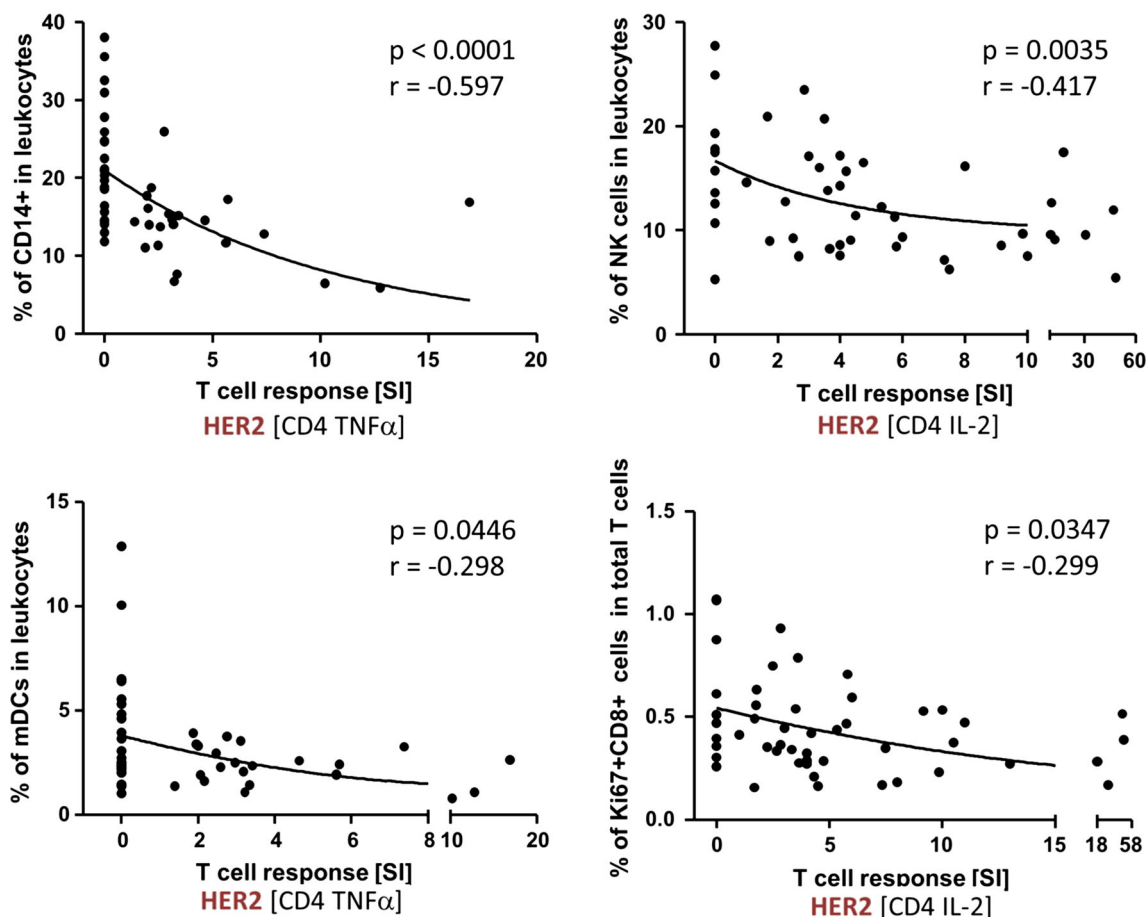 % of CD14+ in leukocytes
40
30
20
10
0
p < 0.0001
r = -0.597
0 5 10 15 20
T cell response [SI]
HER2 [CD4 TNFα]
% of NK cells in leukocytes
30
20
10
0
p = 0.0035
r = -0.417
0 2 4 6 8 10 30 60
T cell response [SI]
HER2 [CD4 IL-2]
% of mDCs in leukocytes
15
10
5
0
p = 0.0446
r = -0.298
0 2 4 6 8 10 20
T cell response [SI]
HER2 [CD4 TNFα]
% of Ki67+CD8+ cells in total T cells
1.5
1.0
0.5
0.0
p = 0.0347
r = -0.299
0 5 10 15 18 58
T cell response [SI]
HER2 [CD4 IL-2]